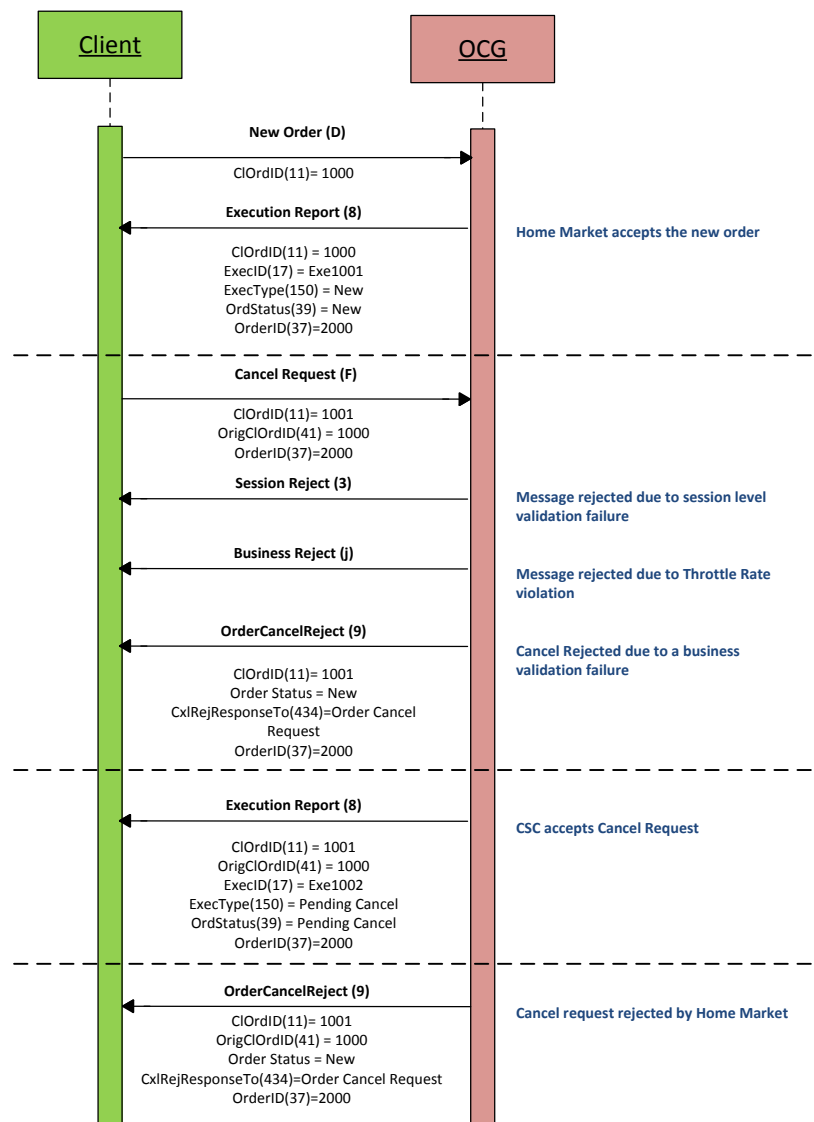 Client
OCG
New Order (D)
ClOrdID(11)= 1000
Execution Report (8)
Home Market accepts the new order
ClOrdID(11) = 1000
ExecID(17) = Exe1001
ExecType(150) = New
OrdStatus(39) = New
OrderID(37)=2000
Cancel Request (F)
ClOrdID(11)= 1001
OrigClOrdID(41) = 1000
OrderID(37)=2000
Session Reject (3)
Message rejected due to session level
validation failure
Business Reject (j)
Message rejected due to Throttle Rate
violation
OrderCancelReject (9)
Cancel Rejected due to a business
validation failure
ClOrdID(11)= 1001
Order Status = New
CxlRejResponseTo(434)=Order Cancel
Request
OrderID(37)=2000
Execution Report (8)
CSC accepts Cancel Request
ClOrdID(11)= 1001
OrigClOrdID(41) = 1000
ExecID(17) = Exe1002
ExecType(150) = Pending Cancel
OrdStatus(39) = Pending Cancel
OrderID(37)=2000
OrderCancelReject (9)
Cancel request rejected by Home Market
ClOrdID(11)= 1001
OrigClOrdID(41) = 1000
Order Status = New
CxlRejResponseTo(434)=Order Cancel Request
OrderID(37)=2000